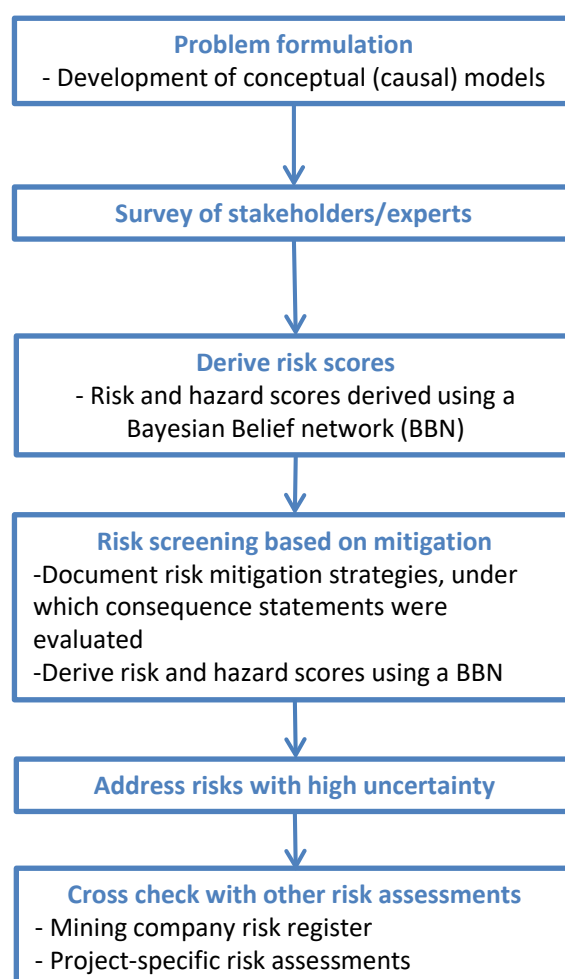 Problem formulation
- Development of conceptual (causal) models
Survey of stakeholders/experts
Derive risk scores
- Risk and hazard scores derived using a
Bayesian Belief network (BBN)
Risk screening based on mitigation
-Document risk mitigation strategies, under
which consequence statements were
evaluated
-Derive risk and hazard scores using a BBN
Address risks with high uncertainty
Cross check with other risk assessments
- Mining company risk register
- Project-specific risk assessments